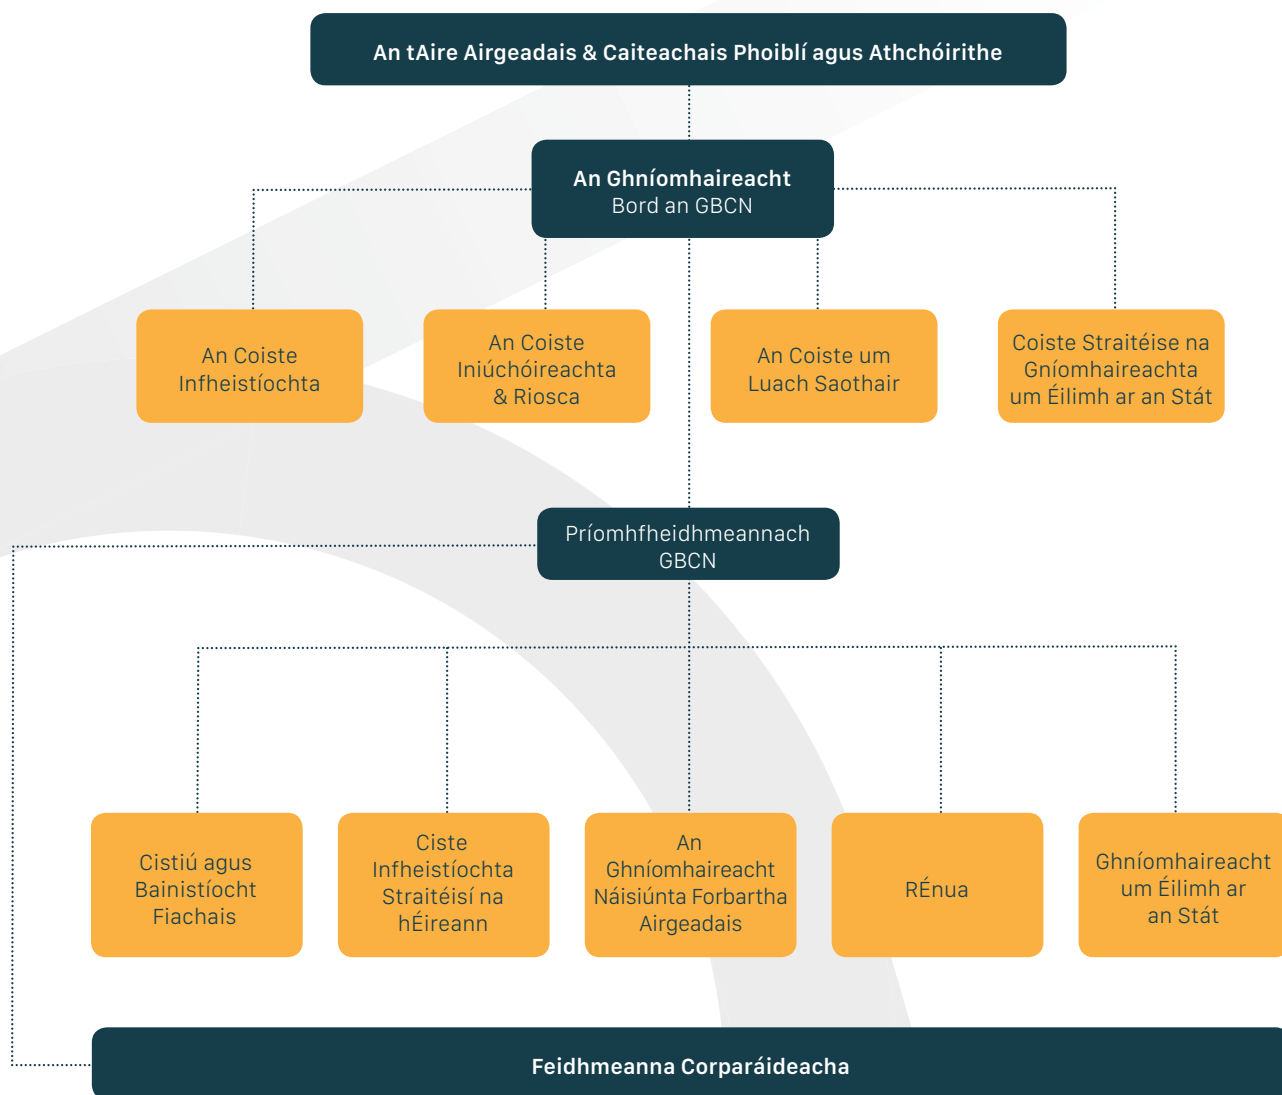 An tAire Airgeadais & Caiteachais Phoiblí agus Athchóirithe
An Ghníomhaireacht
Bord an GBCN
An Coiste
Infheistíochta
An Coiste
Iniúchóireachta
& Riosca
An Coiste um
Luach Saothair
Coiste Straitéise na
Gníomhaireachta
um Éilimh ar an Stát
Príomhfheidhmeannach
GBCN
Cistiú agus
Bainistíocht
Fiachais
Ciste
Infheistíochta
Straitéisí na
hÉireann
An
Ghníomhaireacht
Náisiúnta Forbartha
Airgeadais
RÉnua
Ghníomhaireacht
um Éilimh ar
an Stát
Feidhmeanna Corparáideacha